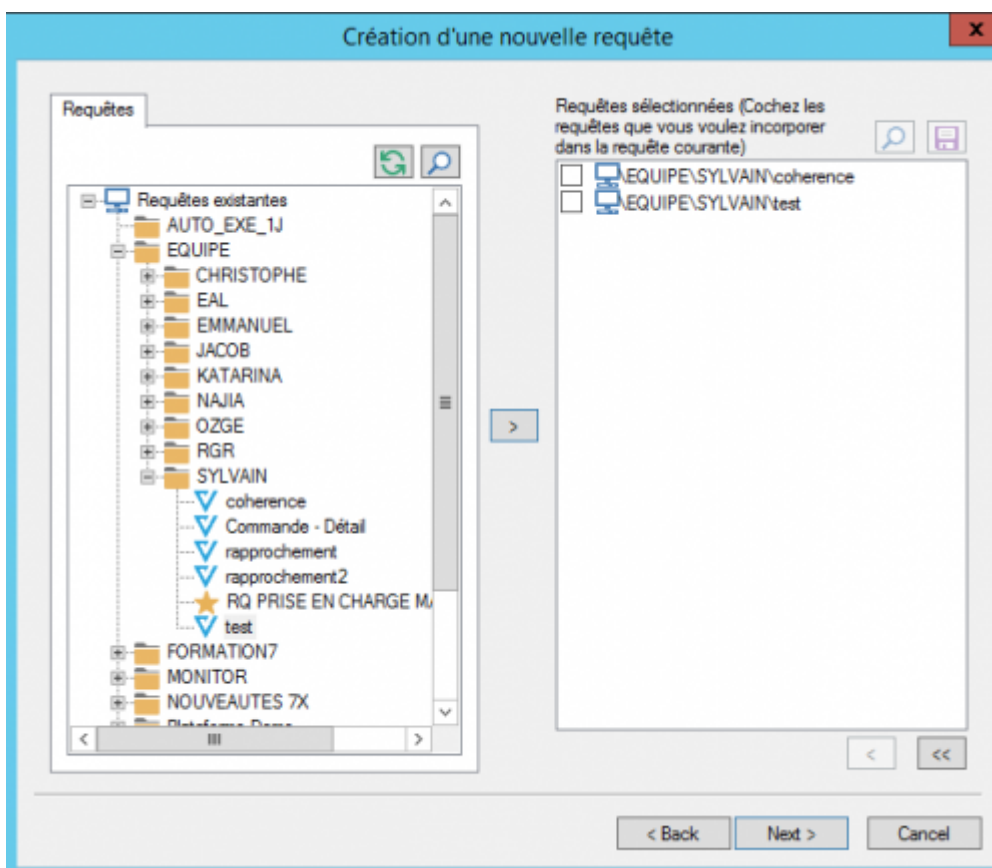 Création d'une nouvelle requête
x
Requêtes
Requêtes sélectionnées (Cochez les
requêtes que vous voulez incorporer
dans la requête courante)
Requêtes existantes
AUTO_EXE_1J
EQUIPE
CHRISTOPHE
EAL
EMMANUEL
JACOB
KATARINA
NAJIA
OZGE
RGR
SYLVAIN
coherence
Commande - Détail
rapprochement
rapprochement2
RQ PRISE EN CHARGE
test
FORMATION7
MONITOR
NOUVEAUTES 7X
>
\EQUIPE\SYLVAIN\coherence
\EQUIPE\SYLVAIN\test
< <<
< Back Next > Cancel